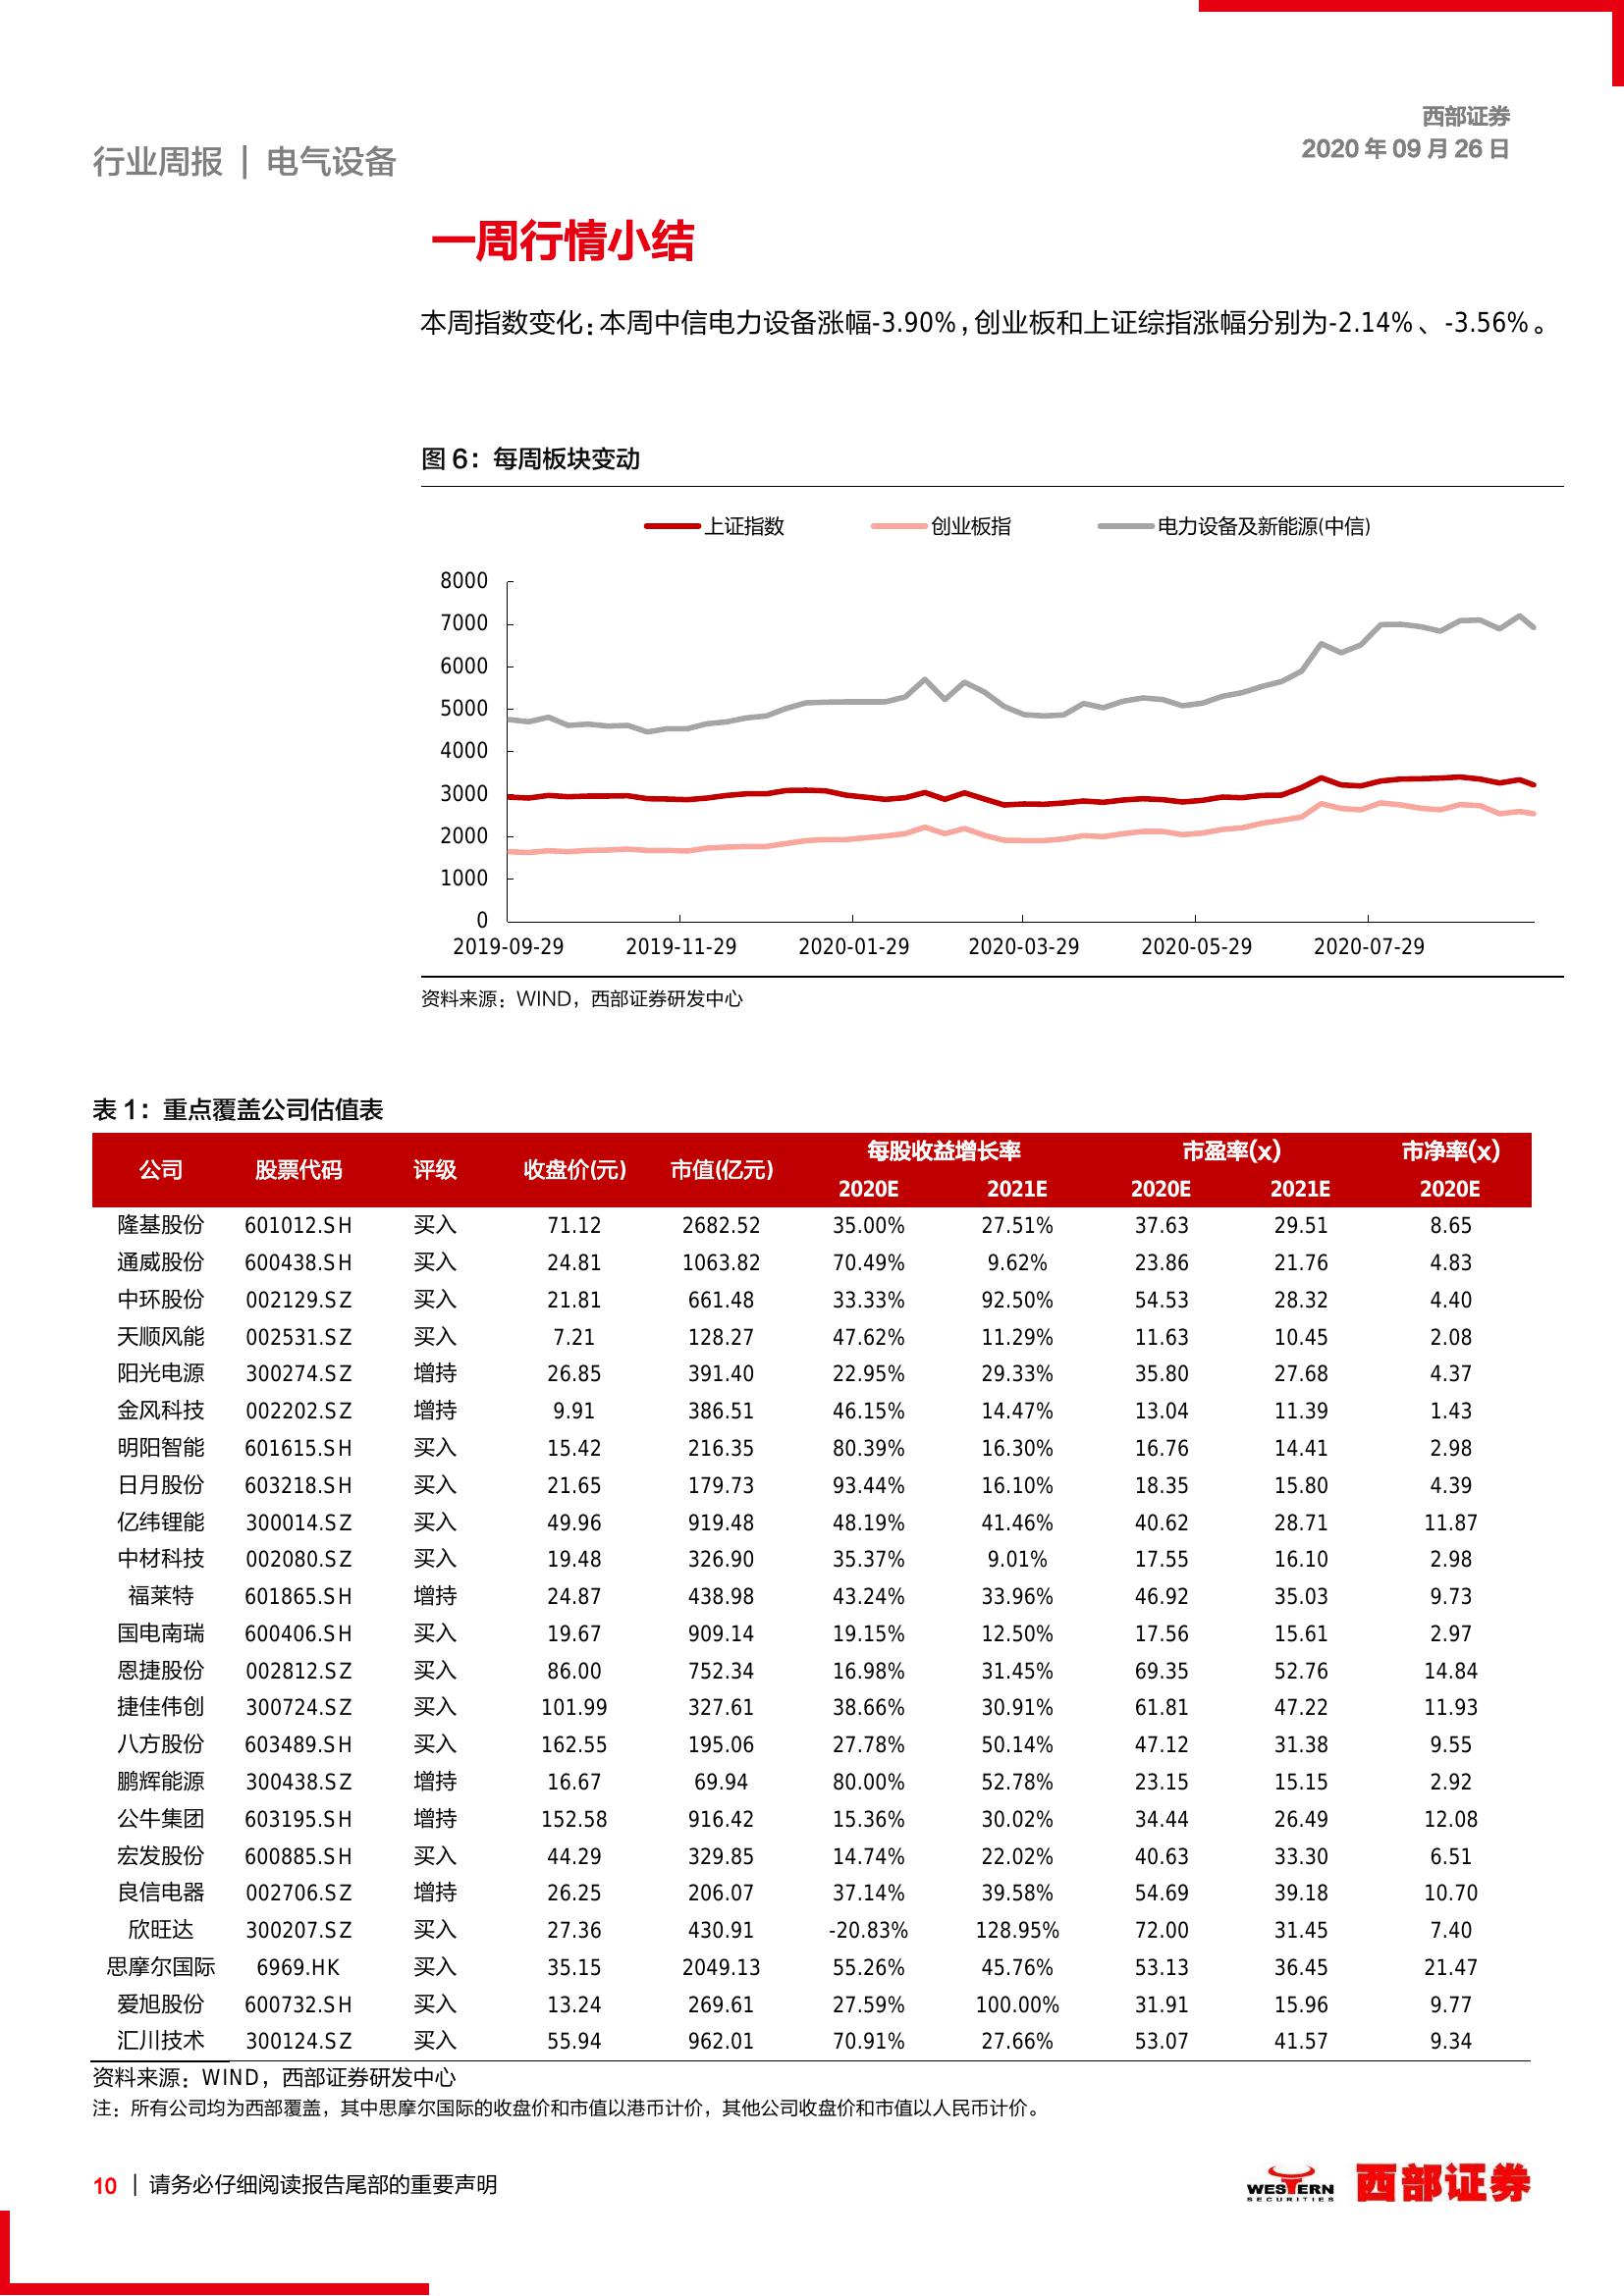 西部证券
2020 年 09 月 26 日
行业周报 | 电气设备
一周行情小结
本周指数变化:本周中信电力设备涨幅-3.90%,创业板和上证综指涨幅分别为-2.14%、-3.56%。
图 6：每周板块变动
上证指数 创业板指 电力设备及新能源(中信)
8000
7000
6000
5000
4000
3000
2000
1000
0
2019-09-29 2019-11-29 2020-01-29 2020-03-29 2020-05-29 2020-07-29
资料来源：WIND，西部证券研发中心
表 1：重点覆盖公司估值表
公司 股票代码 评级 收盘价(元) 市值(亿元) 每股收益增长率 市盈率(x) 市净率(x)
2020E 2021E 2020E 2021E 2020E
隆基股份 601012.SH 买入 71.12 2682.52 35.00% 27.51% 37.63 29.51 8.65
通威股份 600438.SH 买入 24.81 1063.82 70.49% 9.62% 23.86 21.76 4.83
中环股份 002129.SZ 买入 21.81 661.48 33.33% 92.50% 54.53 28.32 4.40
天顺风能 002531.SZ 买入 7.21 128.27 47.62% 11.29% 11.63 10.45 2.08
阳光电源 300274.SZ 增持 26.85 391.40 22.95% 29.33% 35.80 27.68 4.37
金风科技 002202.SZ 增持 9.91 386.51 46.15% 14.47% 13.04 11.39 1.43
明阳智能 601615.SH 买入 15.42 216.35 80.39% 16.30% 16.76 14.41 2.98
日月股份 603218.SH 买入 21.65 179.73 93.44% 16.10% 18.35 15.80 4.39
亿纬锂能 300014.SZ 买入 49.96 919.48 48.19% 41.46% 40.62 28.71 11.87
中材科技 002080.SZ 买入 19.48 326.90 35.37% 9.01% 17.55 16.10 2.98
福莱特 601865.SH 增持 24.87 438.98 43.24% 33.96% 46.92 35.03 9.73
国电南瑞 600406.SH 买入 19.67 909.14 19.15% 12.50% 17.56 15.61 2.97
恩捷股份 002812.SZ 买入 86.00 752.34 16.98% 31.45% 69.35 52.76 14.84
捷佳伟创 300724.SZ 买入 101.99 327.61 38.66% 30.91% 61.81 47.22 11.93
八方股份 603489.SH 买入 162.55 195.06 27.78% 50.14% 47.12 31.38 9.55
鹏辉能源 300438.SZ 增持 16.67 69.94 80.00% 52.78% 23.15 15.15 2.92
公牛集团 603195.SH 增持 152.58 916.42 15.36% 30.02% 34.44 26.49 12.08
宏发股份 600885.SH 买入 44.29 329.85 14.74% 22.02% 40.63 33.30 6.51
良信电器 002706.SZ 增持 26.25 206.07 37.14% 39.58% 54.69 39.18 10.70
欣旺达 300207.SZ 买入 27.36 430.91 -20.83% 128.95% 72.00 31.45 7.40
思摩尔国际 6969.HK 买入 35.15 2049.13 55.26% 45.76% 53.13 36.45 21.47
爱旭股份 600732.SH 买入 13.24 269.61 27.59% 100.00% 31.91 15.96 9.77
汇川技术 300124.SZ 买入 55.94 962.01 70.91% 27.66% 53.07 41.57 9.34
资料来源：WIND，西部证券研发中心
注：所有公司均为西部覆盖，其中思摩尔国际的收盘价和市值以港币计价，其他公司收盘价和市值以人民币计价。
10 | 请务必仔细阅读报告尾部的重要声明
WESTERN
SECURITIES
西部证券